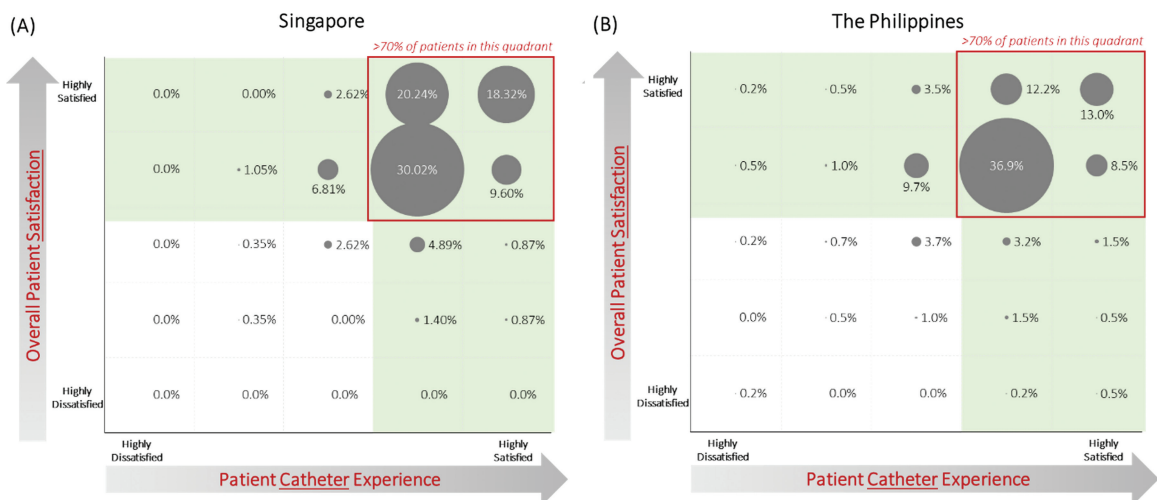 (A)
Singapore
>70% of patients in this quadrant
Highly
Satisfied
0.0%
0.00%
2.62%
20.24%
18.32%
0.0%
1.05%
6.81%
30.02%
9.60%
0.0%
0.35%
2.62%
4.89%
0.87%
0.0%
0.35%
0.00%
1.40%
0.87%
Highly
Dissatisfied
0.0%
0.0%
0.0%
0.0%
0.0%
Overall Patient Satisfaction
Highly
Dissatisfied
Highly
Satisfied
Patient Catheter Experience
(B)
The Philippines
>70% of patients in this quadrant
Highly
Satisfied
0.2%
0.5%
3.5%
12.2%
13.0%
0.5%
1.0%
9.7%
36.9%
8.5%
0.2%
0.7%
3.7%
3.2%
1.5%
0.0%
0.5%
1.0%
1.5%
0.5%
Highly
Dissatisfied
0.2%
0.0%
0.0%
0.2%
0.5%
Overall Patient Satisfaction
Highly
Dissatisfied
Highly
Satisfied
Patient Catheter Experience